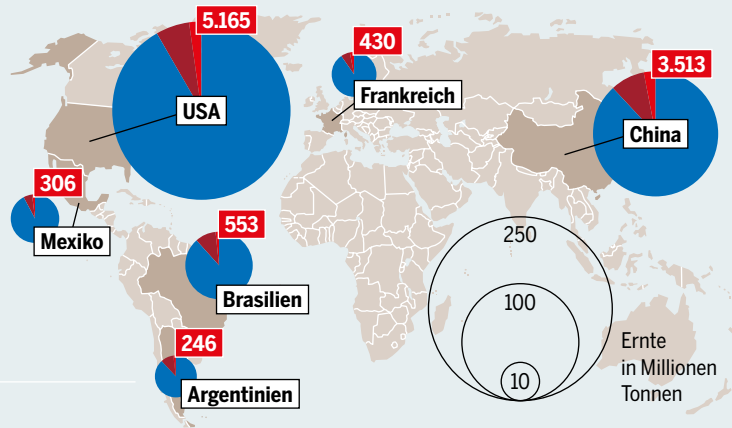 5.165
USA
430
Frankreich
3.513
China
306
Mexiko
553
Brasilien
246
Argentinien
250
100
10
Ernte
in Millionen
Tonnen